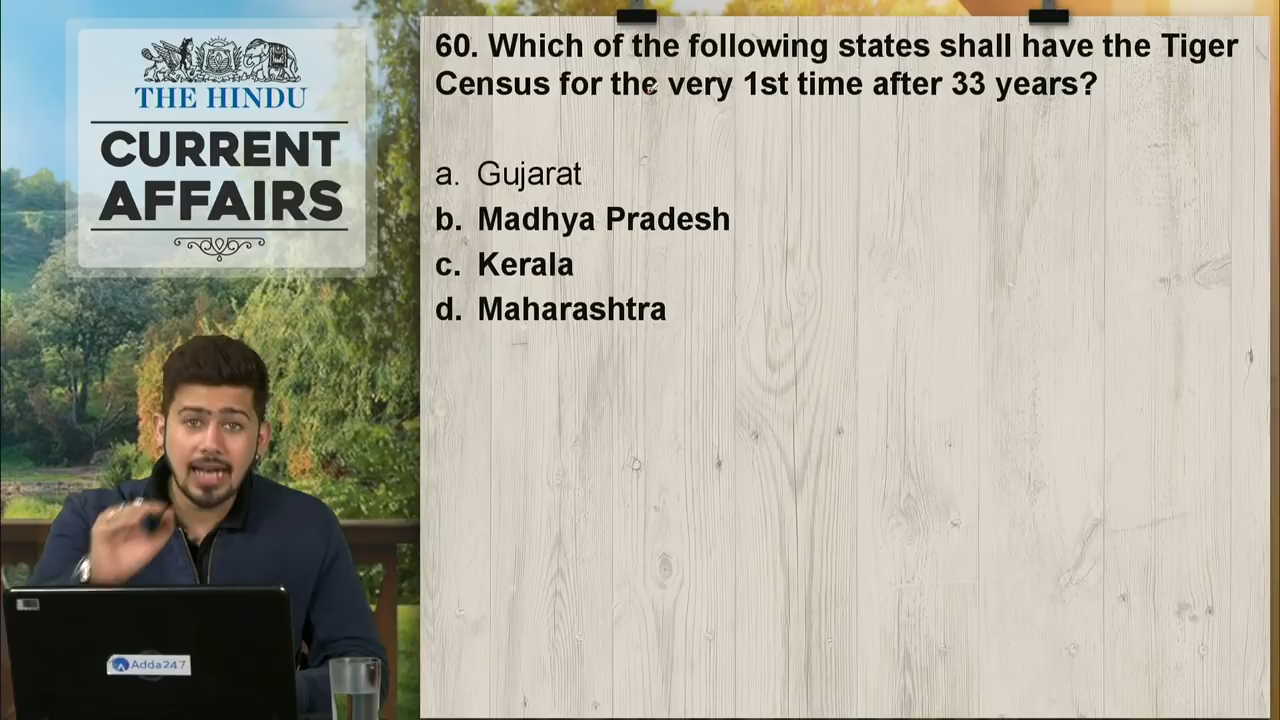 THE HINDU
CURRENT
AFFAIRS
60. Which of the following states shall have the Tiger
Census for the very 1st time after 33 years?
a. Gujarat
b. Madhya Pradesh
c. Kerala
d. Maharashtra
Adda247